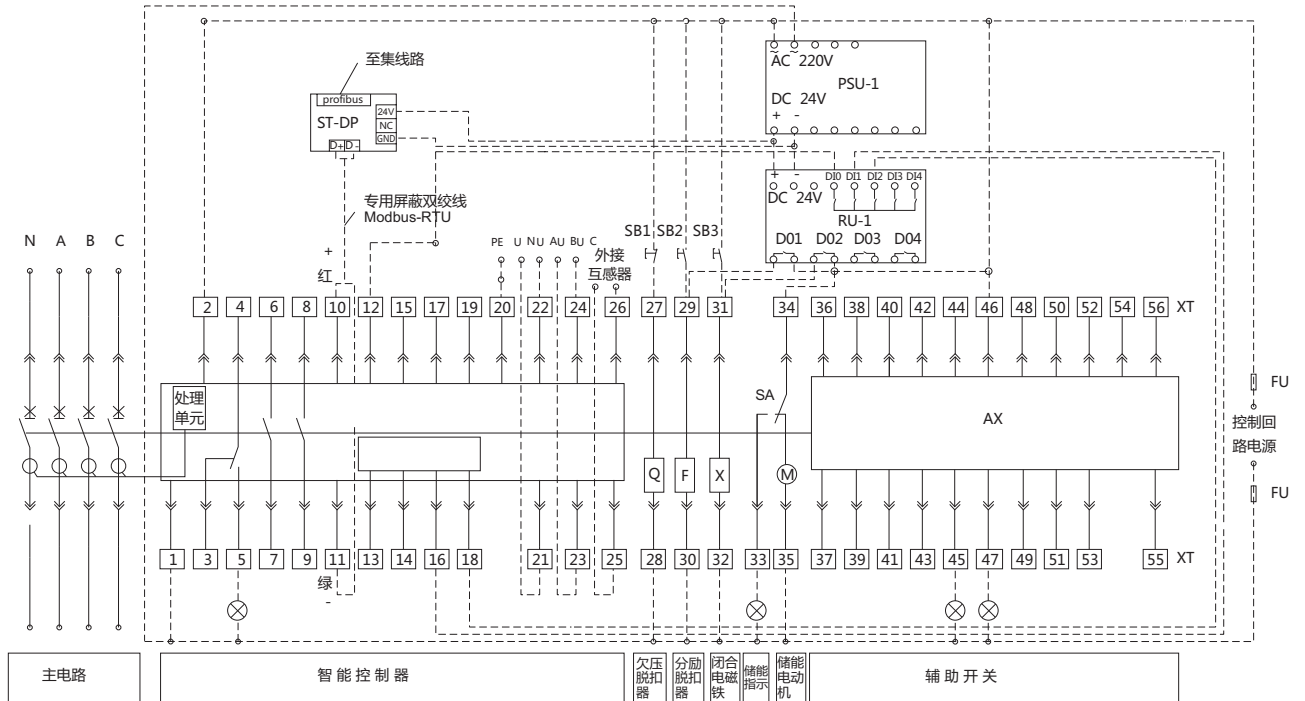 至集线路
profibus
ST-DP
24V
NC
GND
D+ D -
专用屏蔽双绞线
Modbus-RTU
~ ~
AC 220V
PSU-1
DC 24V
+ -
+ - DI0 DI1 DI2 DI3 DI4
DC 24V
RU-1
D01 D02 D03 D04
SB1 SB2 SB3
N A B C
+
红
PE U N U A U B U C
外接
互感器
2 4 6 8 10 12 15 17 19 20 22 24 26 27 29 31 34 36 38 40 42 44 46 48 50 52 54 56 XT
处理
单元
SA
AX
FU
控制回
路电源
FU
Q F X M
1 3 5 7 9 11 13 14 16 18 21 23 25 28 30 32 33 35 37 39 41 43 45 47 49 51 53 55 XT
绿
-
主电路
智能控制器
欠压
脱扣
器
分励
脱扣
器
闭合
电磁
铁
储能
指示
储能
电动
机
辅助开关